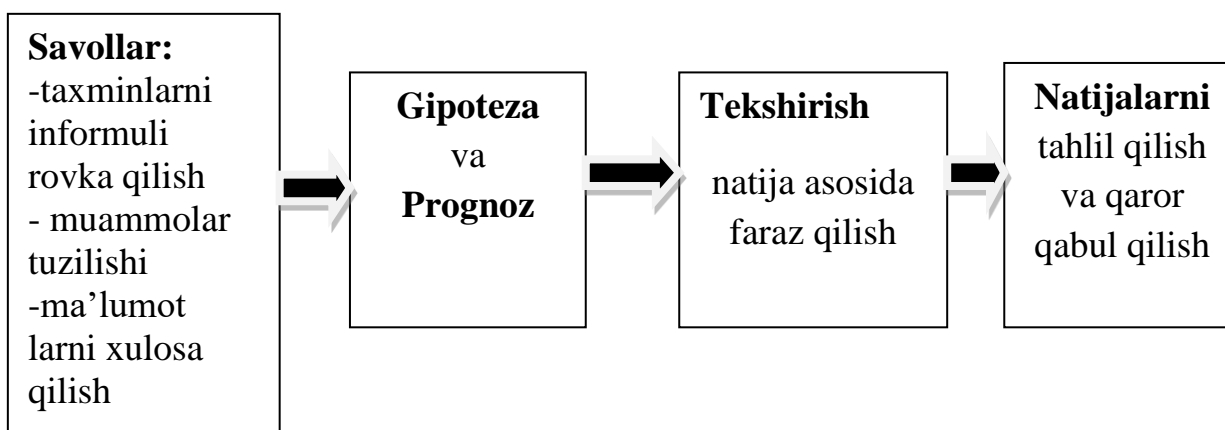 Savollar:
-taxminlarni
informuli
rovka qilish
- muammolar
tuzilishi
-ma’lumot
larni xulosa
qilish
Gipoteza
va
Prognoz
Tekshirish
natija asosida
faraz qilish
Natijalarni
tahlil qilish
va qaror
qabul qilish